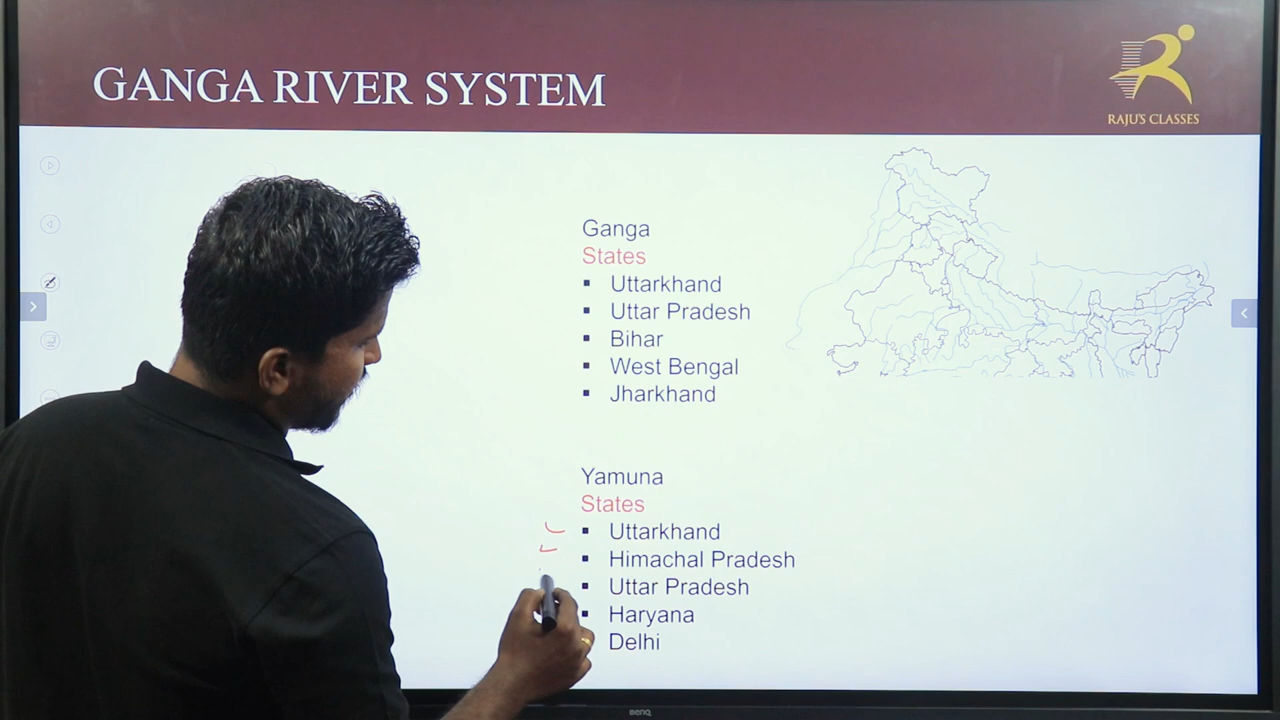 GANGA RIVER SYSTEM
RAJU'S CLASSES
Ganga
States
▪ Uttarkhand
▪ Uttar Pradesh
▪ Bihar
▪ West Bengal
▪ Jharkhand
Yamuna
States
▪ Uttarkhand
▪ Himachal Pradesh
▪ Uttar Pradesh
▪ Haryana
Delhi
BenQ